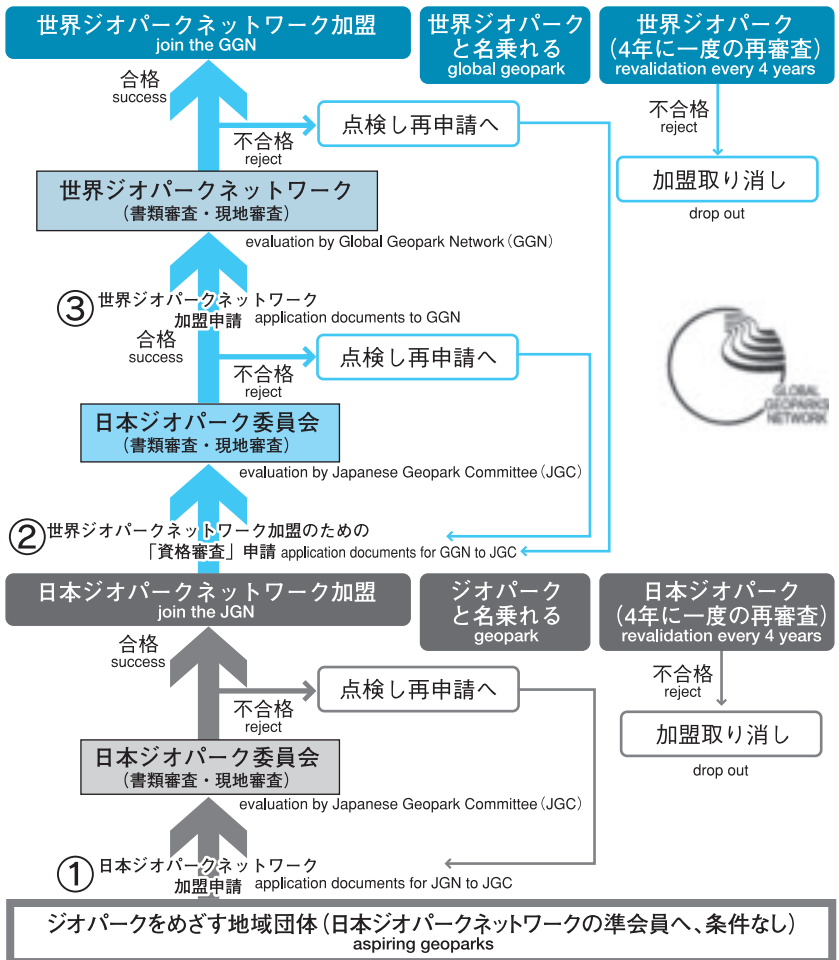 世界ジオパークネットワーク加盟
join the GGN
世界ジオパーク
と名乗れる
global geopark
世界ジオパーク
(4年に一度の再審査)
revalidation every 4 years
合格
success
不合格
reject
点検し再申請へ
不合格
reject
加盟取り消し
drop out
世界ジオパークネットワーク
(書類審査・現地審査)
evaluation by Global Geopark Network (GGN)
③ 世界ジオパークネットワーク
加盟申請 application documents to GGN
合格
success
不合格
reject
点検し再申請へ
GLOBAL
GEOPARKS
NETWORK
日本ジオパーク委員会
(書類審査・現地審査)
evaluation by Japanese Geopark Committee (JGC)
② 世界ジオパークネットワーク加盟のための
「資格審査」申請 application documents for GGN to JGC
日本ジオパークネットワーク加盟
join the JGN
ジオパーク
と名乗れる
geopark
日本ジオパーク
(4年に一度の再審査)
revalidation every 4 years
合格
success
不合格
reject
点検し再申請へ
不合格
reject
加盟取り消し
drop out
日本ジオパーク委員会
(書類審査・現地審査)
evaluation by Japanese Geopark Committee (JGC)
① 日本ジオパークネットワーク
加盟申請 application documents for JGN to JGC
ジオパークをめざす地域団体(日本ジオパークネットワークの準会員へ、条件なし)
aspiring geoparks